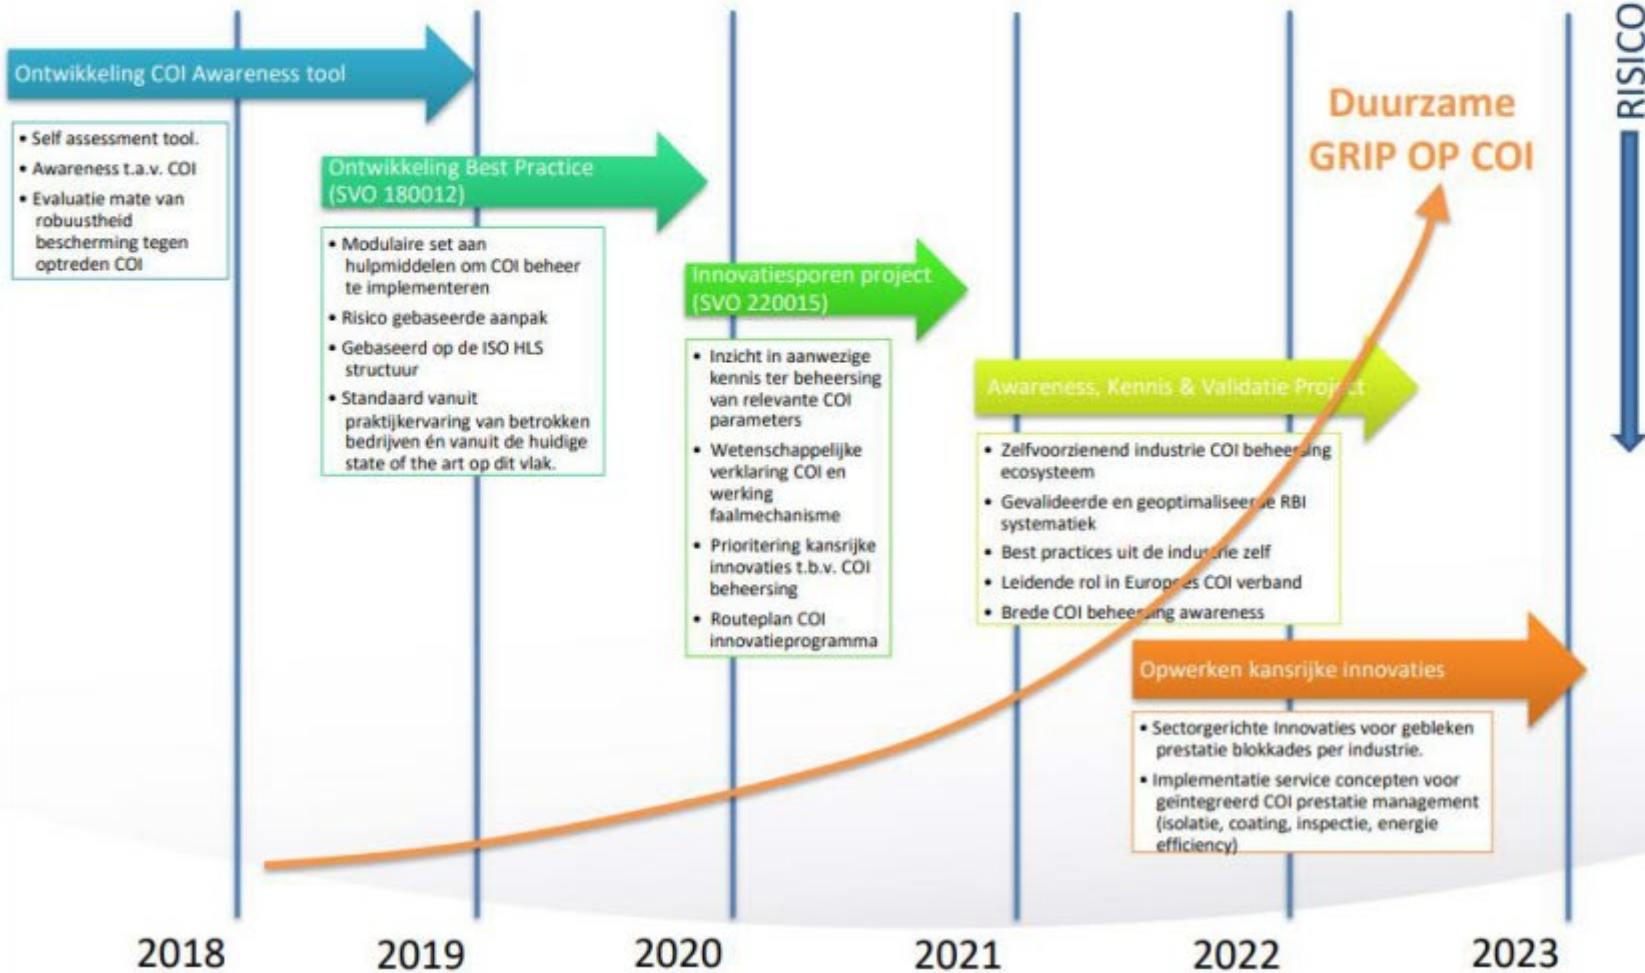 Ontwikkeling COI Awareness tool
• Self assessment tool.
• Awareness t.a.v. COI
• Evaluatie mate van
robuustheid
bescherming tegen
optreden COI
Ontwikkeling Best Practice
(SVO 180012)
• Modulaire set aan
hulpmiddelen om COI beheer
te implementeren
• Risico gebaseerde aanpak
• Gebaseerd op de ISO HLS
structuur
• Standaard vanuit
praktijkervaring van betrokken
bedrijven én vanuit de huidige
state of the art op dit vlak.
Innovatiesporen project
(SVO 220015)
• Inzicht in aanwezige
kennis ter beheersing
van relevante COI
parameters
• Wetenschappelijke
verklaring COI en
werking
faalmechanisme
• Prioritering kansrijke
innovaties t.b.v. COI
beheersing
• Routeplan COI
innovatieprogramma
Awareness, Kennis & Validatie Project
• Zelfvoorzienend industrie COI beheersing
ecosysteem
• Gevalideerde en geoptimaliseerde RBI
systematiek
• Best practices uit de industrie zelf
• Leidende rol in Europees COI verband
• Brede COI beheersing awareness
Opwerken kansrijke innovaties
• Sectorgerichte Innovaties voor gebleken
prestatie blokkades per industrie.
• Implementatie service concepten voor
geïntegreerd COI prestatie management
(isolatie, coating, inspectie, energie
efficiency)
Duurzame
GRIP OP COI
RISICO
2018
2019
2020
2021
2022
2023